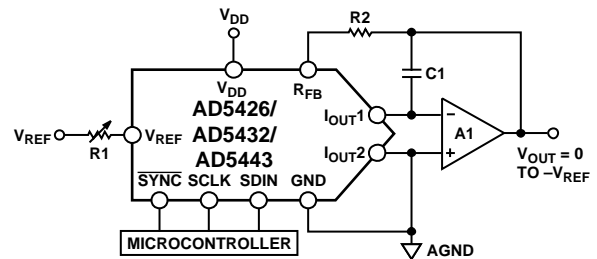 VDD
R2
C1
VDD
RFB
AD5426/
AD5432/
AD5443
IOUT1
IOUT2
VREF
R1
VREF
A1
–
+
VOUT = 0
TO –VREF
SYNC SCLK SDIN GND
MICROCONTROLLER
AGND